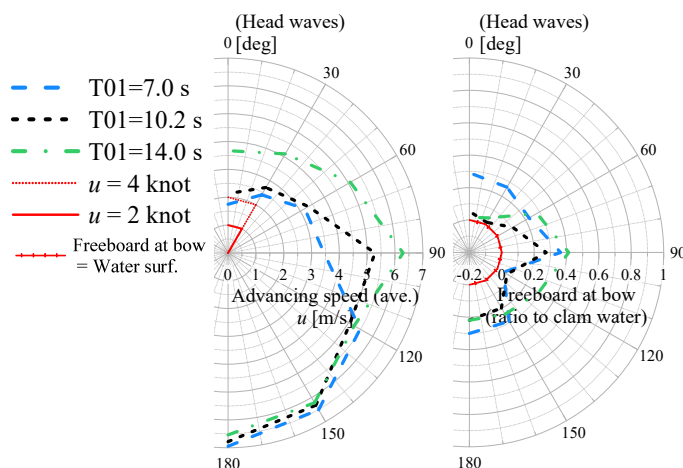 (Head waves)
0 [deg]
30
60
90
120
150
180
0 1 2 3 4 5 6 7
Advancing speed (ave.)
u [m/s]
T01=7.0 s
T01=10.2 s
T01=14.0 s
u = 4 knot
u = 2 knot
Freeboard at bow
= Water surf.
(Head waves)
0 [deg]
30
60
90
120
150
180
-0.2 0 0.2 0.4 0.6 0.8 1
Freeboard at bow
(ratio to clam water)